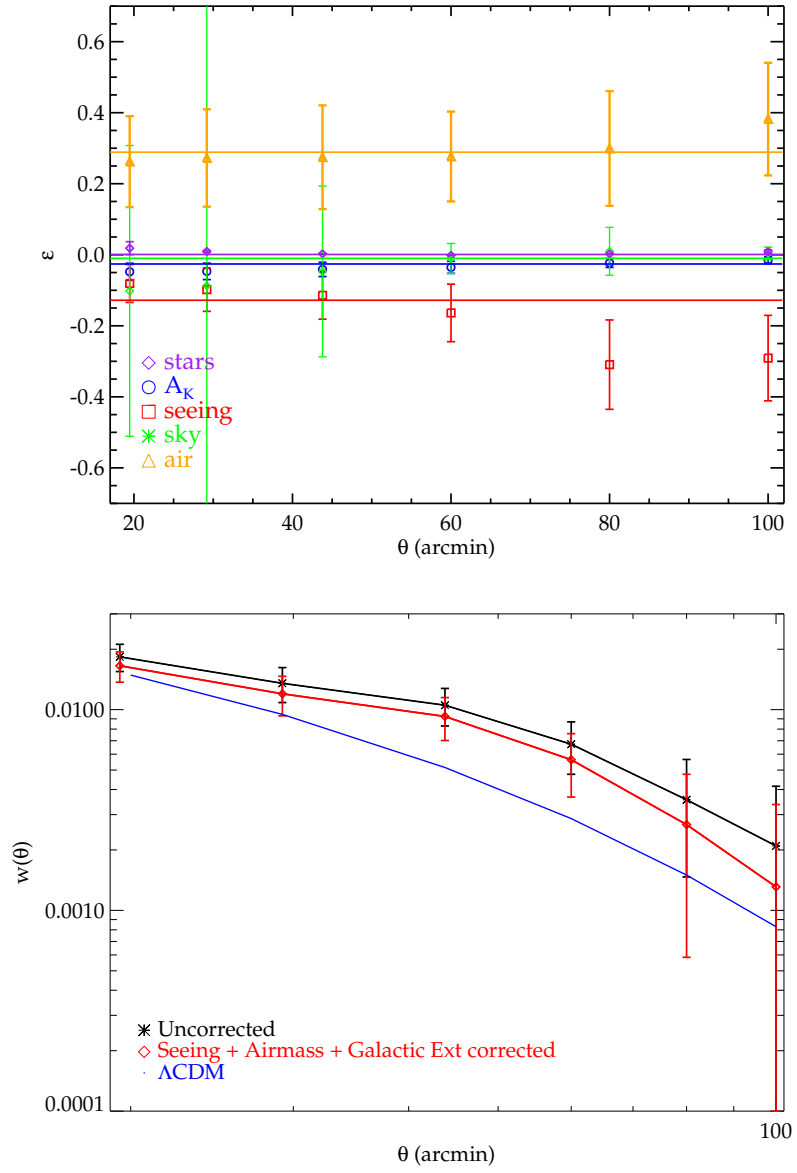 0.6
0.4
0.2
0.0
-0.2
-0.4
-0.6
ε
stars
A_K
seeing
sky
air
20 40 60 80 100
θ (arcmin)
0.0100
0.0010
0.0001
w(θ)
Uncorrected
Seeing + Airmass + Galactic Ext corrected
ΛCDM
100
θ (arcmin)